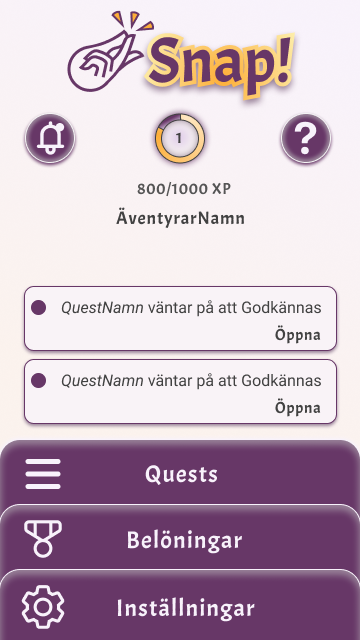 Snap!
?
1
800/1000 XP
ÄventyrarNamn
QuestNamn väntar på att Godkännas
Öppna
QuestNamn väntar på att Godkännas
Öppna
Quests
Belöningar
Inställningar